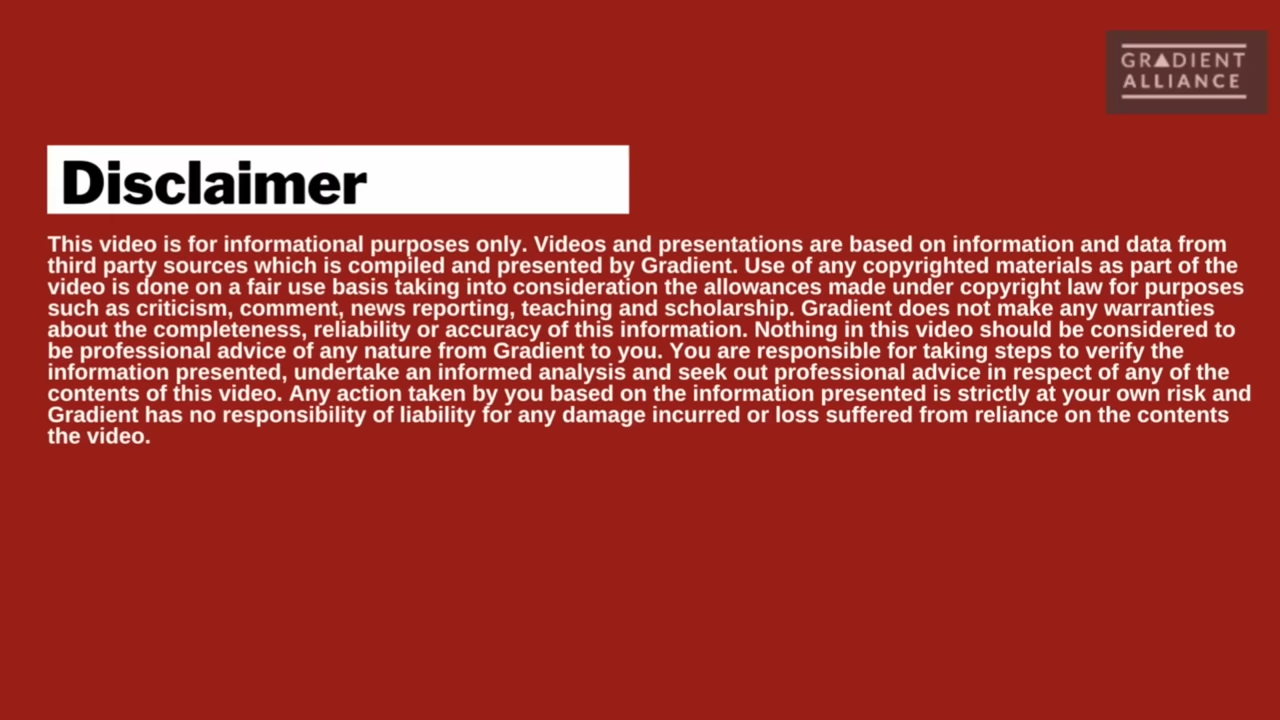 GRADIENT
ALLIANCE
Disclaimer
This video is for informational purposes only. Videos and presentations are based on information and data from
third party sources which is compiled and presented by Gradient. Use of any copyrighted materials as part of the
video is done on a fair use basis taking into consideration the allowances made under copyright law for purposes
such as criticism, comment, news reporting, teaching and scholarship. Gradient does not make any warranties
about the completeness, reliability or accuracy of this information. Nothing in this video should be considered to
be professional advice of any nature from Gradient to you. You are responsible for taking steps to verify the
information presented, undertake an informed analysis and seek out professional advice in respect of any of the
contents of this video. Any action taken by you based on the information presented is strictly at your own risk and
Gradient has no responsibility of liability for any damage incurred or loss suffered from reliance on the contents
the video.